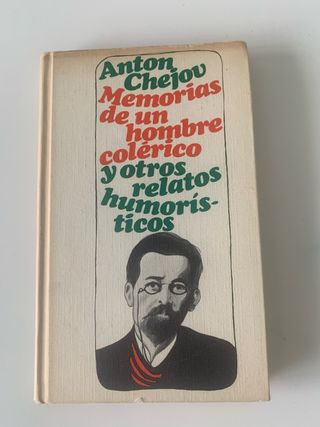 Anton
Chejov
Memorias
de un
hombre
colérico
y otros
relatos
humorís-
ticos